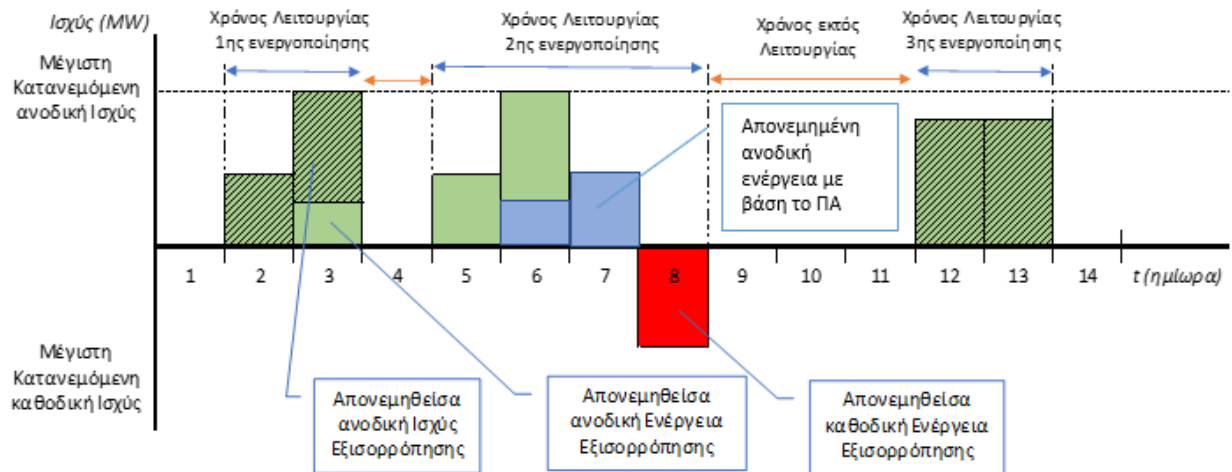 Ισχύς (MW)
Μέγιστη
Κατανεμόμενη
ανοδική Ισχύς
Χρόνος Λειτουργίας
1ης ενεργοποίησης
Χρόνος Λειτουργίας
2ης ενεργοποίησης
Χρόνος εκτός
Λειτουργίας
Χρόνος Λειτουργίας
3ης ενεργοποίησης
Απονεμημένη
ανοδική
ενέργεια με
βάση το ΠΑ
1 2 3 4 5 6 7 8 9 10 11 12 13 14 t (ημίωρα)
Μέγιστη
Κατανεμόμενη
καθοδική Ισχύς
Απονεμηθείσα
ανοδική Ισχύς
Εξισορρόπησης
Απονεμηθείσα
ανοδική Ενέργεια
Εξισορρόπησης
Απονεμηθείσα
καθοδική Ενέργεια
Εξισορρόπησης